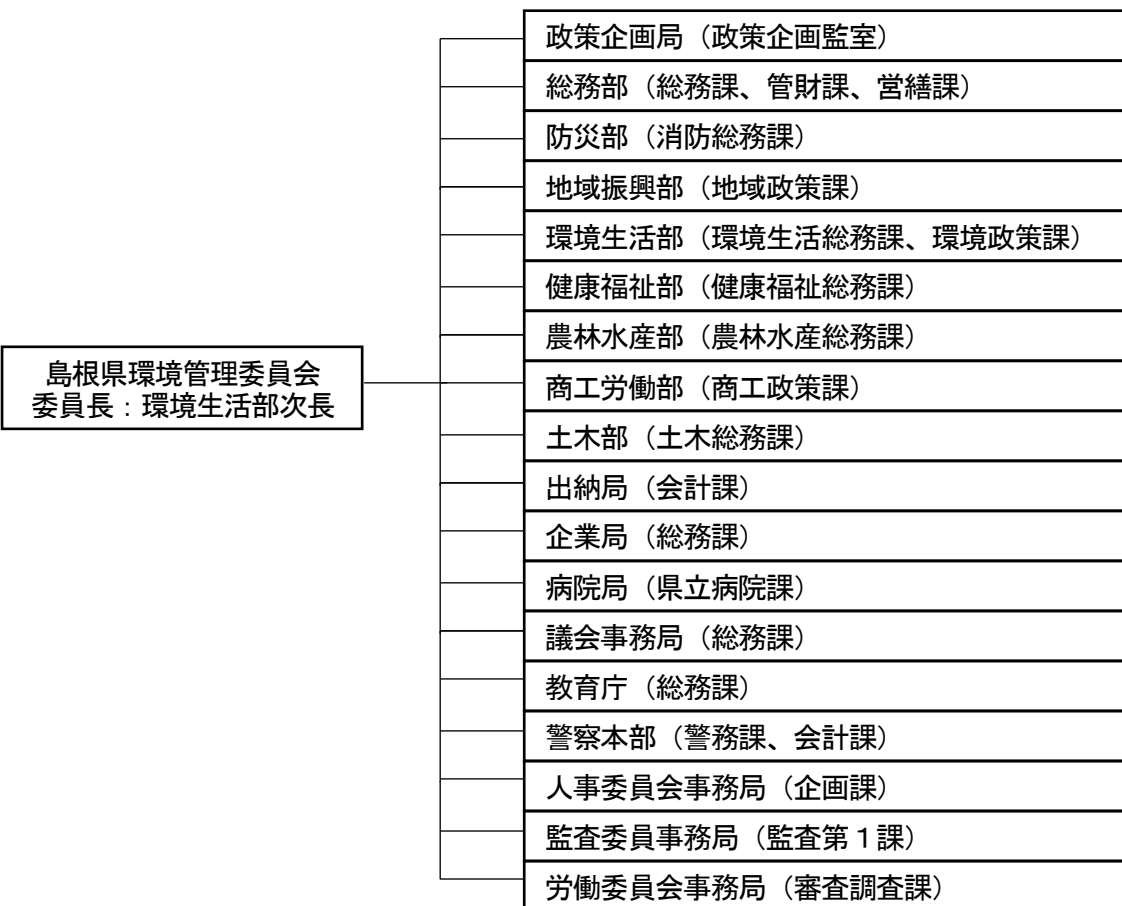 政策企画局（政策企画監室）
総務部（総務課、管財課、営繕課）
防災部（消防総務課）
地域振興部（地域政策課）
環境生活部（環境生活総務課、環境政策課）
健康福祉部（健康福祉総務課）
農林水産部（農林水産総務課）
島根県環境管理委員会
委員長：環境生活部次長
商工労働部（商工政策課）
土木部（土木総務課）
出納局（会計課）
企業局（総務課）
病院局（県立病院課）
議会事務局（総務課）
教育庁（総務課）
警察本部（警務課、会計課）
人事委員会事務局（企画課）
監査委員事務局（監査第１課）
労働委員会事務局（審査調査課）